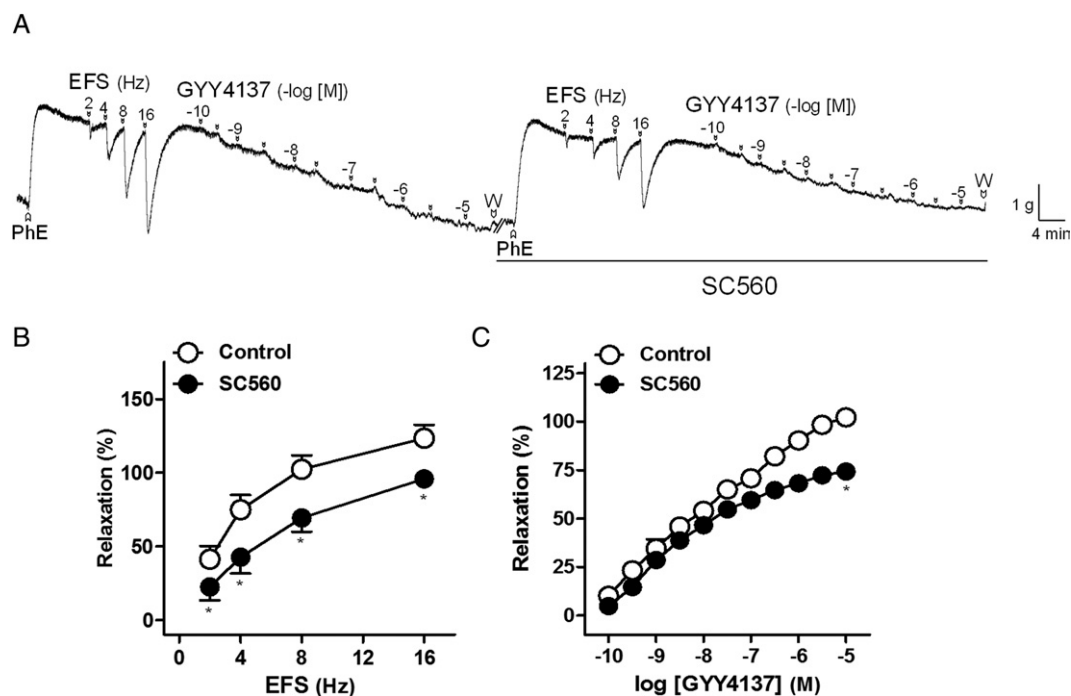 A
EFS (Hz)
2 4 8 16
GYY4137 (-log [M])
-10 -9 -8 -7 -6 -5
W
PhE
EFS (Hz)
2 4 8 16
GYY4137 (-log [M])
-10 -9 -8 -7 -6 -5
W
PhE
1 g
4 min
SC560
B
Control
SC560
Relaxation (%)
150
100
50
0
* * * *
0 4 8 12 16
EFS (Hz)
C
Control
SC560
Relaxation (%)
125
100
75
50
25
0
*
-10 -9 -8 -7 -6 -5
log [GYY4137] (M)